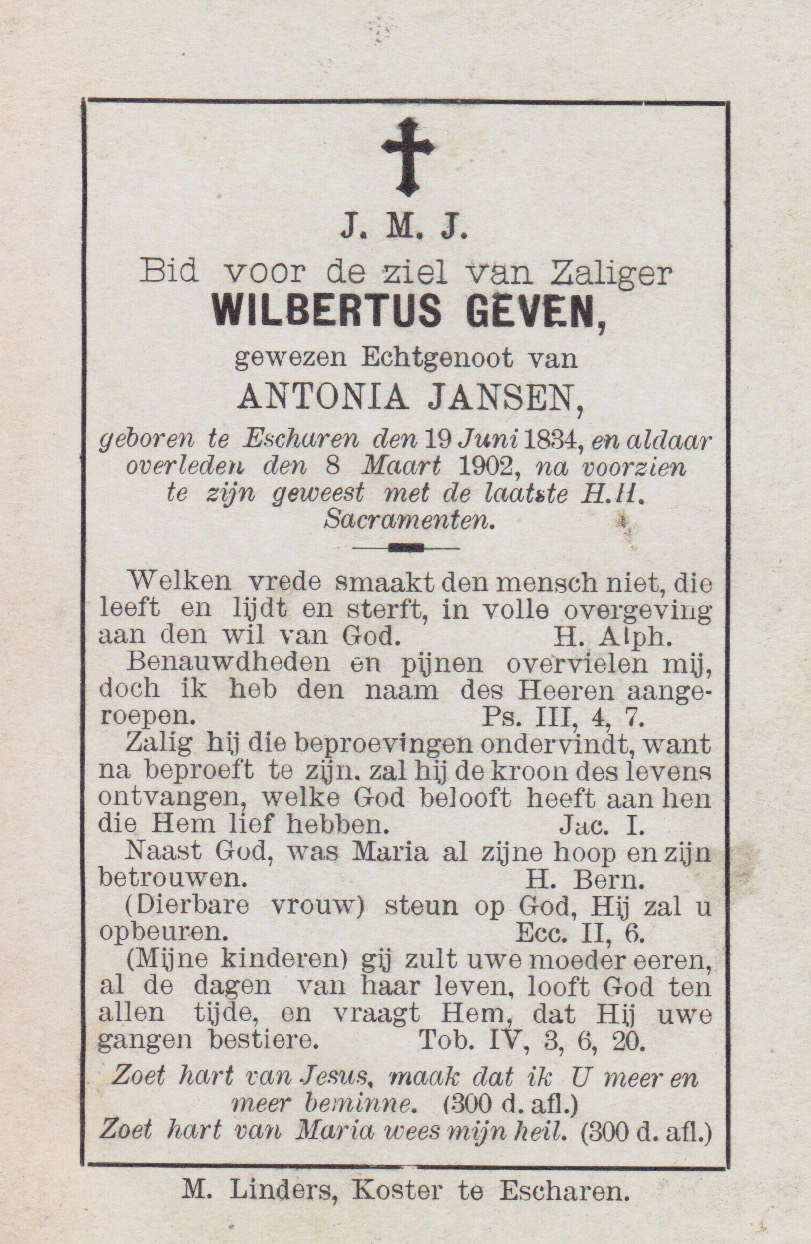 J. M. J.
Bid voor de ziel van Zaliger
WILBERTUS GEVEN,
gewezen Echtgenoot van
ANTONIA JANSEN,
geboren te Escharen den 19 Juni 1834, en aldaar
overleden den 8 Maart 1902, na voorzien
te zijn geweest met de laatste H.H.
Sacramenten.
Welken vrede smaakt den mensch niet, die
leeft en lijdt en sterft, in volle overgeving
aan den wil van God. H. Alph.
Benauwdheden en pijnen overvielen mij,
doch ik heb den naam des Heeren aange-
roepen. Ps. III, 4, 7.
Zalig hij die beproevingen ondervindt, want
na beproeft te zijn. zal hij de kroon des levens
ontvangen, welke God belooft heeft aan hen
die Hem lief hebben. Jac. I.
Naast God, was Maria al zijne hoop en zijn
betrouwen. H. Bern.
(Dierbare vrouw) steun op God, Hij zal u
opbeuren. Ecc. II, 6.
(Mijne kinderen) gij zult uwe moeder eeren,
al de dagen van haar leven, looft God ten
allen tijde, en vraagt Hem, dat Hij uwe
gangen bestiere. Tob. IV, 3, 6, 20.
Zoet hart van Jesus, maak dat ik U meer en
meer beminne. (300 d. afl.)
Zoet hart van Maria wees mijn heil. (300 d. afl.)
M. Linders, Koster te Escharen.